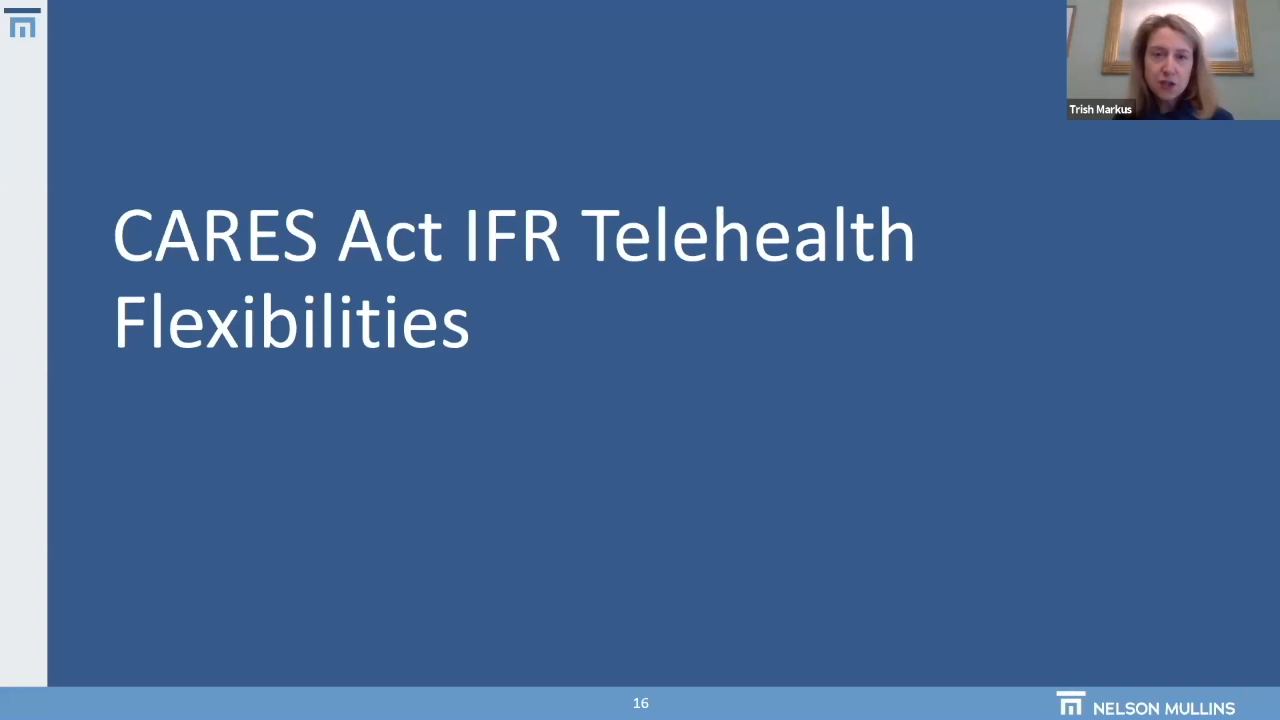 Trish Markus
CARES Act IFR Telehealth
Flexibilities
16
NELSON MULLINS